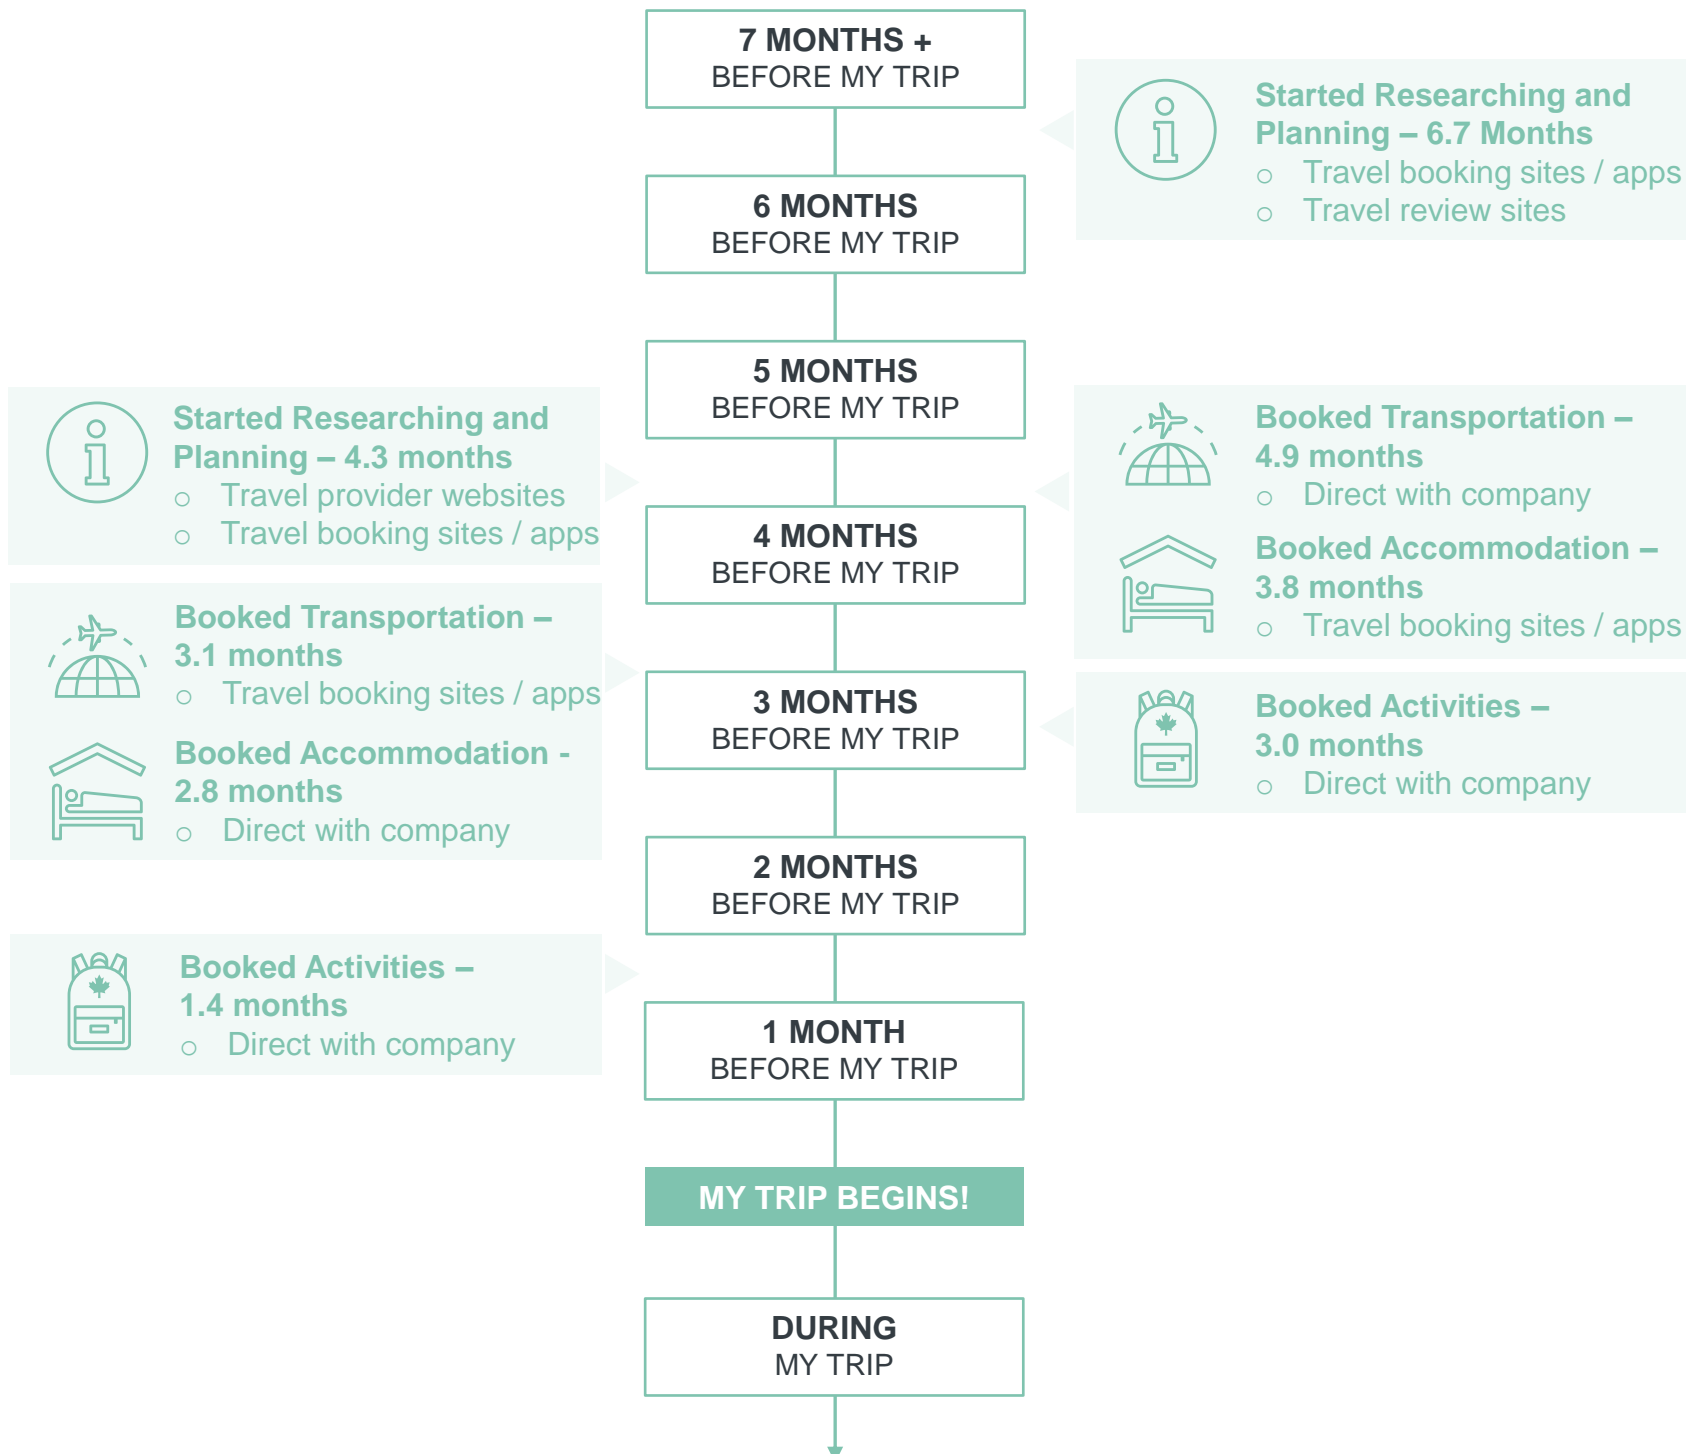 7 MONTHS +
BEFORE MY TRIP
Started Researching and
Planning – 6.7 Months
○ Travel booking sites / apps
○ Travel review sites
6 MONTHS
BEFORE MY TRIP
5 MONTHS
BEFORE MY TRIP
Started Researching and
Planning – 4.3 months
○ Travel provider websites
○ Travel booking sites / apps
Booked Transportation –
4.9 months
○ Direct with company
Booked Accommodation –
3.8 months
○ Travel booking sites / apps
4 MONTHS
BEFORE MY TRIP
Booked Transportation –
3.1 months
○ Travel booking sites / apps
Booked Accommodation -
2.8 months
○ Direct with company
3 MONTHS
BEFORE MY TRIP
Booked Activities –
3.0 months
○ Direct with company
2 MONTHS
BEFORE MY TRIP
Booked Activities –
1.4 months
○ Direct with company
1 MONTH
BEFORE MY TRIP
MY TRIP BEGINS!
DURING
MY TRIP